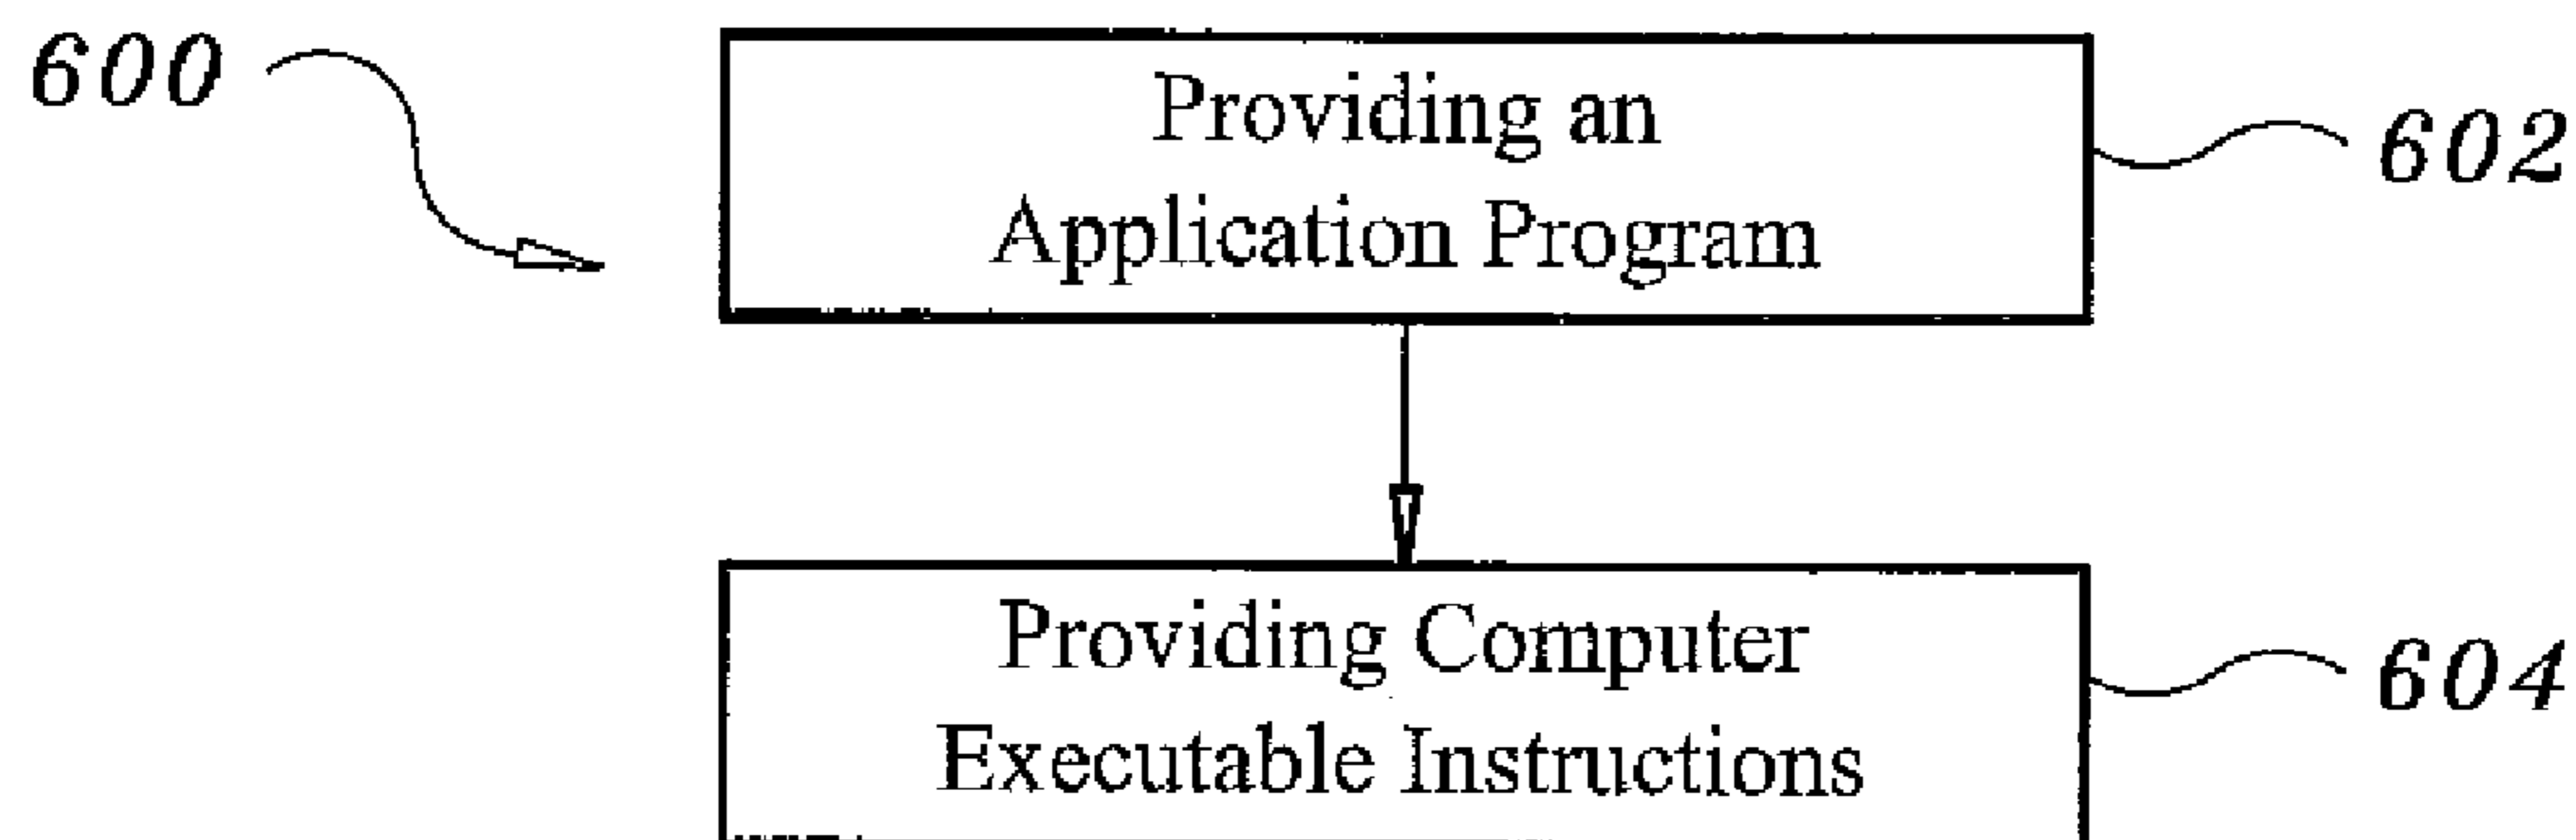 600
Providing an
Application Program
602
Providing Computer
Executable Instructions
604